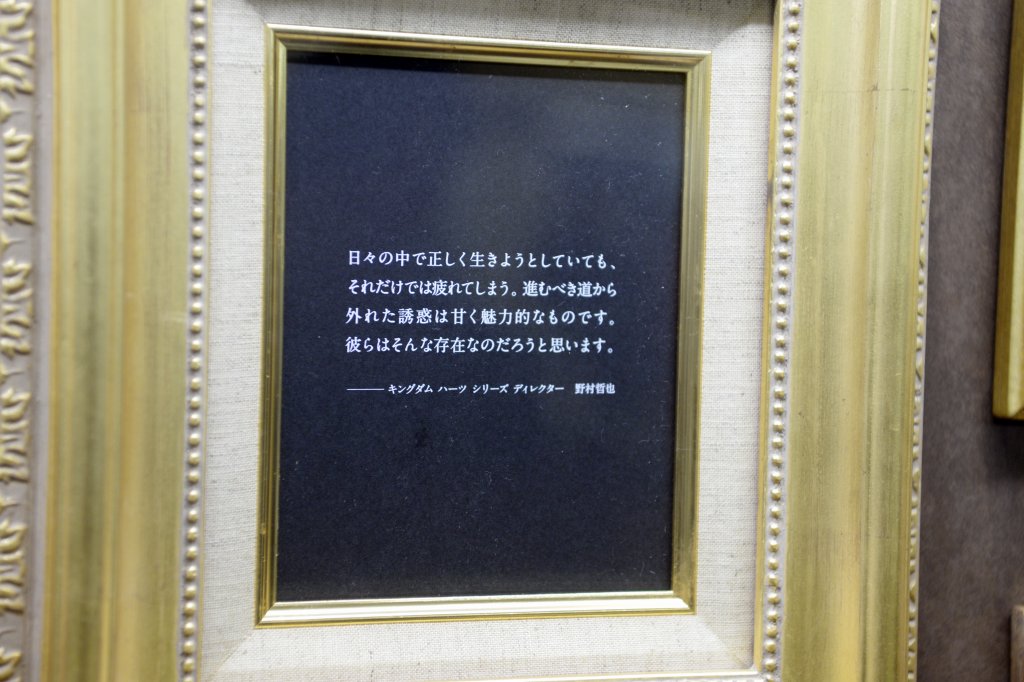 日々の中で正しく生きようとしていても、
それだけでは疲れてしまう。進むべき道から
外れた誘惑は甘く魅力的なものです。
彼らはそんな存在なのだろうと思います。
―― キングダム ハーツ シリーズ ディレクター 野村哲也